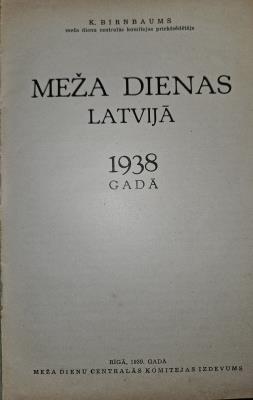 K. BIRNBAUMS
meža dienu centrālās komitejas priekšsēdētājs
MEŽA DIENAS
LATVIJĀ
1938
GADĀ
RĪGĀ, 1939. GADĀ
MEŽA DIENU CENTRĀLĀS KOMITEJAS IZDEVUMS